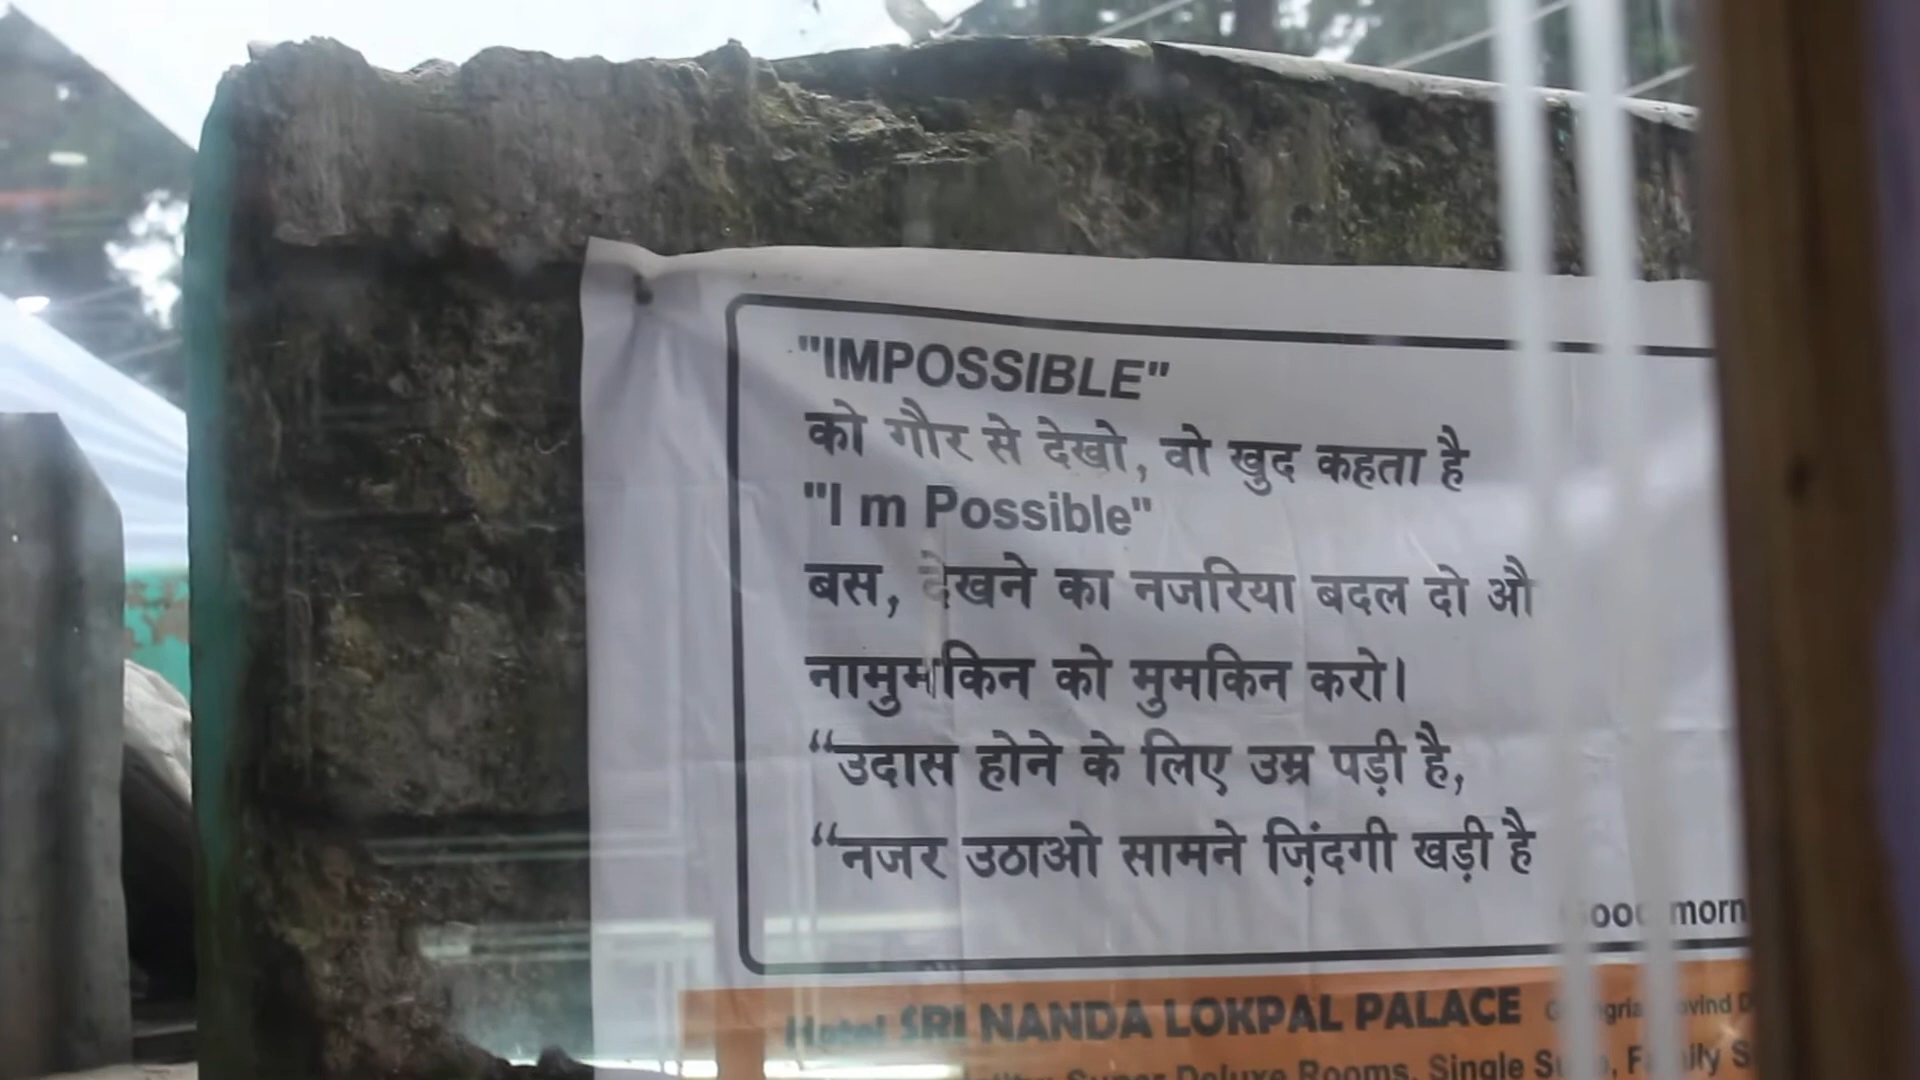 "IMPOSSIBLE"
को गौर से देखो, वो खुद कहता है
"I m Possible"
बस, देखने का नजरिया बदल दो औ
नामुमकिन को मुमकिन करो।
“उदास होने के लिए उम्र पड़ी है,
“नजर उठाओ सामने ज़िंदगी खड़ी है
Good morn
Hotel SRI NANDA LOKPAL PALACE
Super Deluxe Rooms, Single